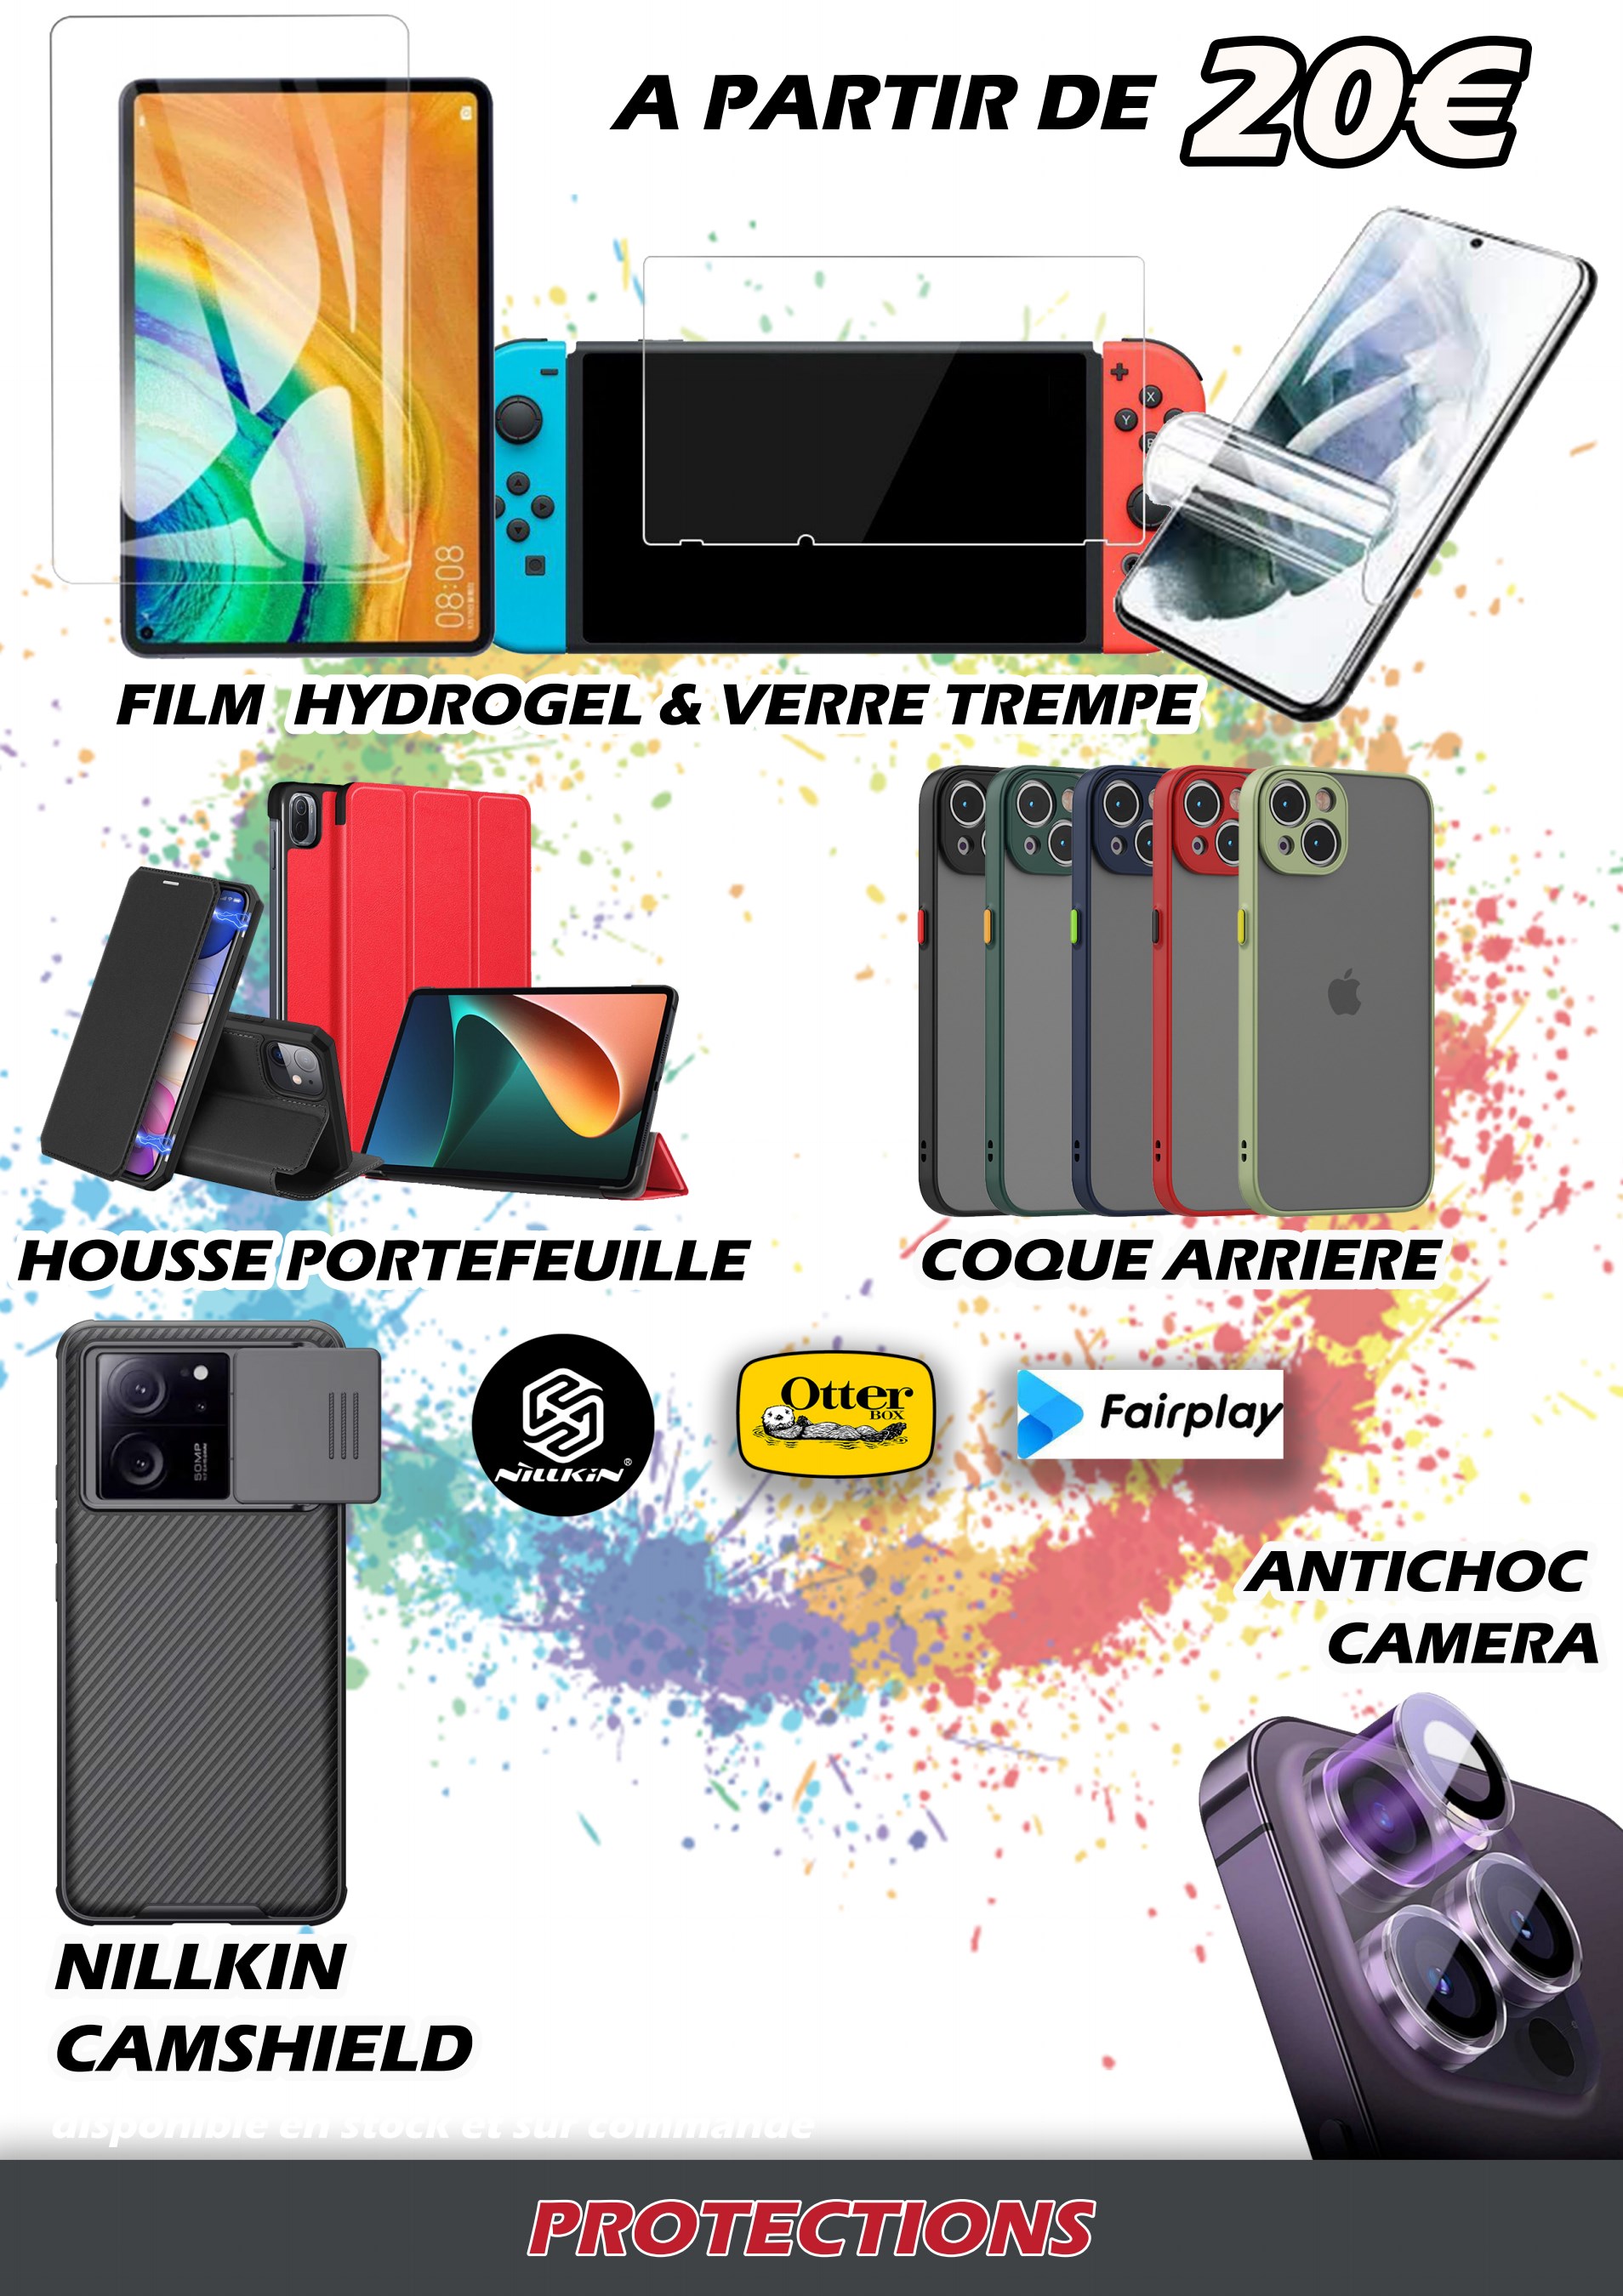 A PARTIR DE 20€
08:08
X
Y
FILM HYDROGEL & VERRE TREMPE
HOUSSE PORTEFEUILLE
COQUE ARRIERE
50MP
NILLKIN®
Otter
BOX
Fairplay
ANTICHOC
CAMERA
NILLKIN
CAMSHIELD
disponible en stock et sur commande
PROTECTIONS